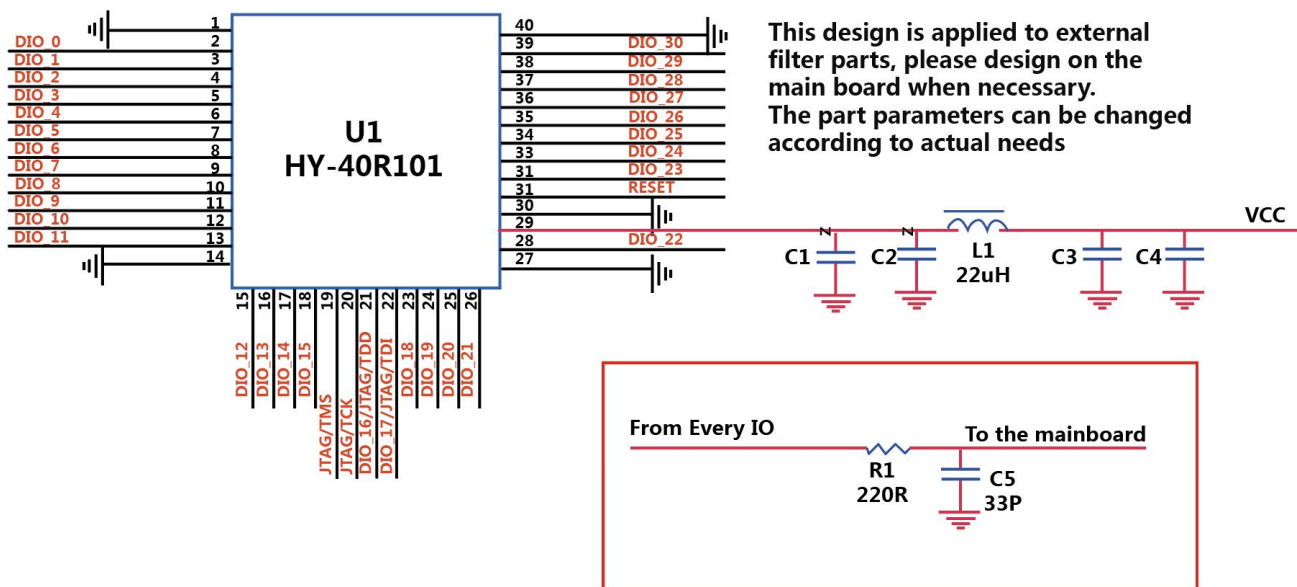 1
DIO_0 2
DIO_1 3
DIO_2 4
DIO_3 5
DIO_4 6
DIO_5 7
DIO_6 8
DIO_7 9
DIO_8 10
DIO_9 11
DIO_10 12
DIO_11 13
14
U1
HY-40R101
40
39 DIO_30
38 DIO_29
37 DIO_28
36 DIO_27
35 DIO_26
34 DIO_25
33 DIO_24
31 DIO_23
31 RESET
30
29
28 DIO_22
27
15 DIO_12
16 DIO_13
17 DIO_14
18 DIO_15
19 JTAG/TMS
20 JTAG/TCK
21 DIO_16/JTAG/TDD
22 DIO_17/JTAG/TDI
23 DIO_18
24 DIO_19
25 DIO_20
26 DIO_21
This design is applied to external
filter parts, please design on the
main board when necessary.
The part parameters can be changed
according to actual needs
VCC
Z Z
C1 C2 L1 C3 C4
22uH
From Every IO To the mainboard
R1 C5
220R 33P